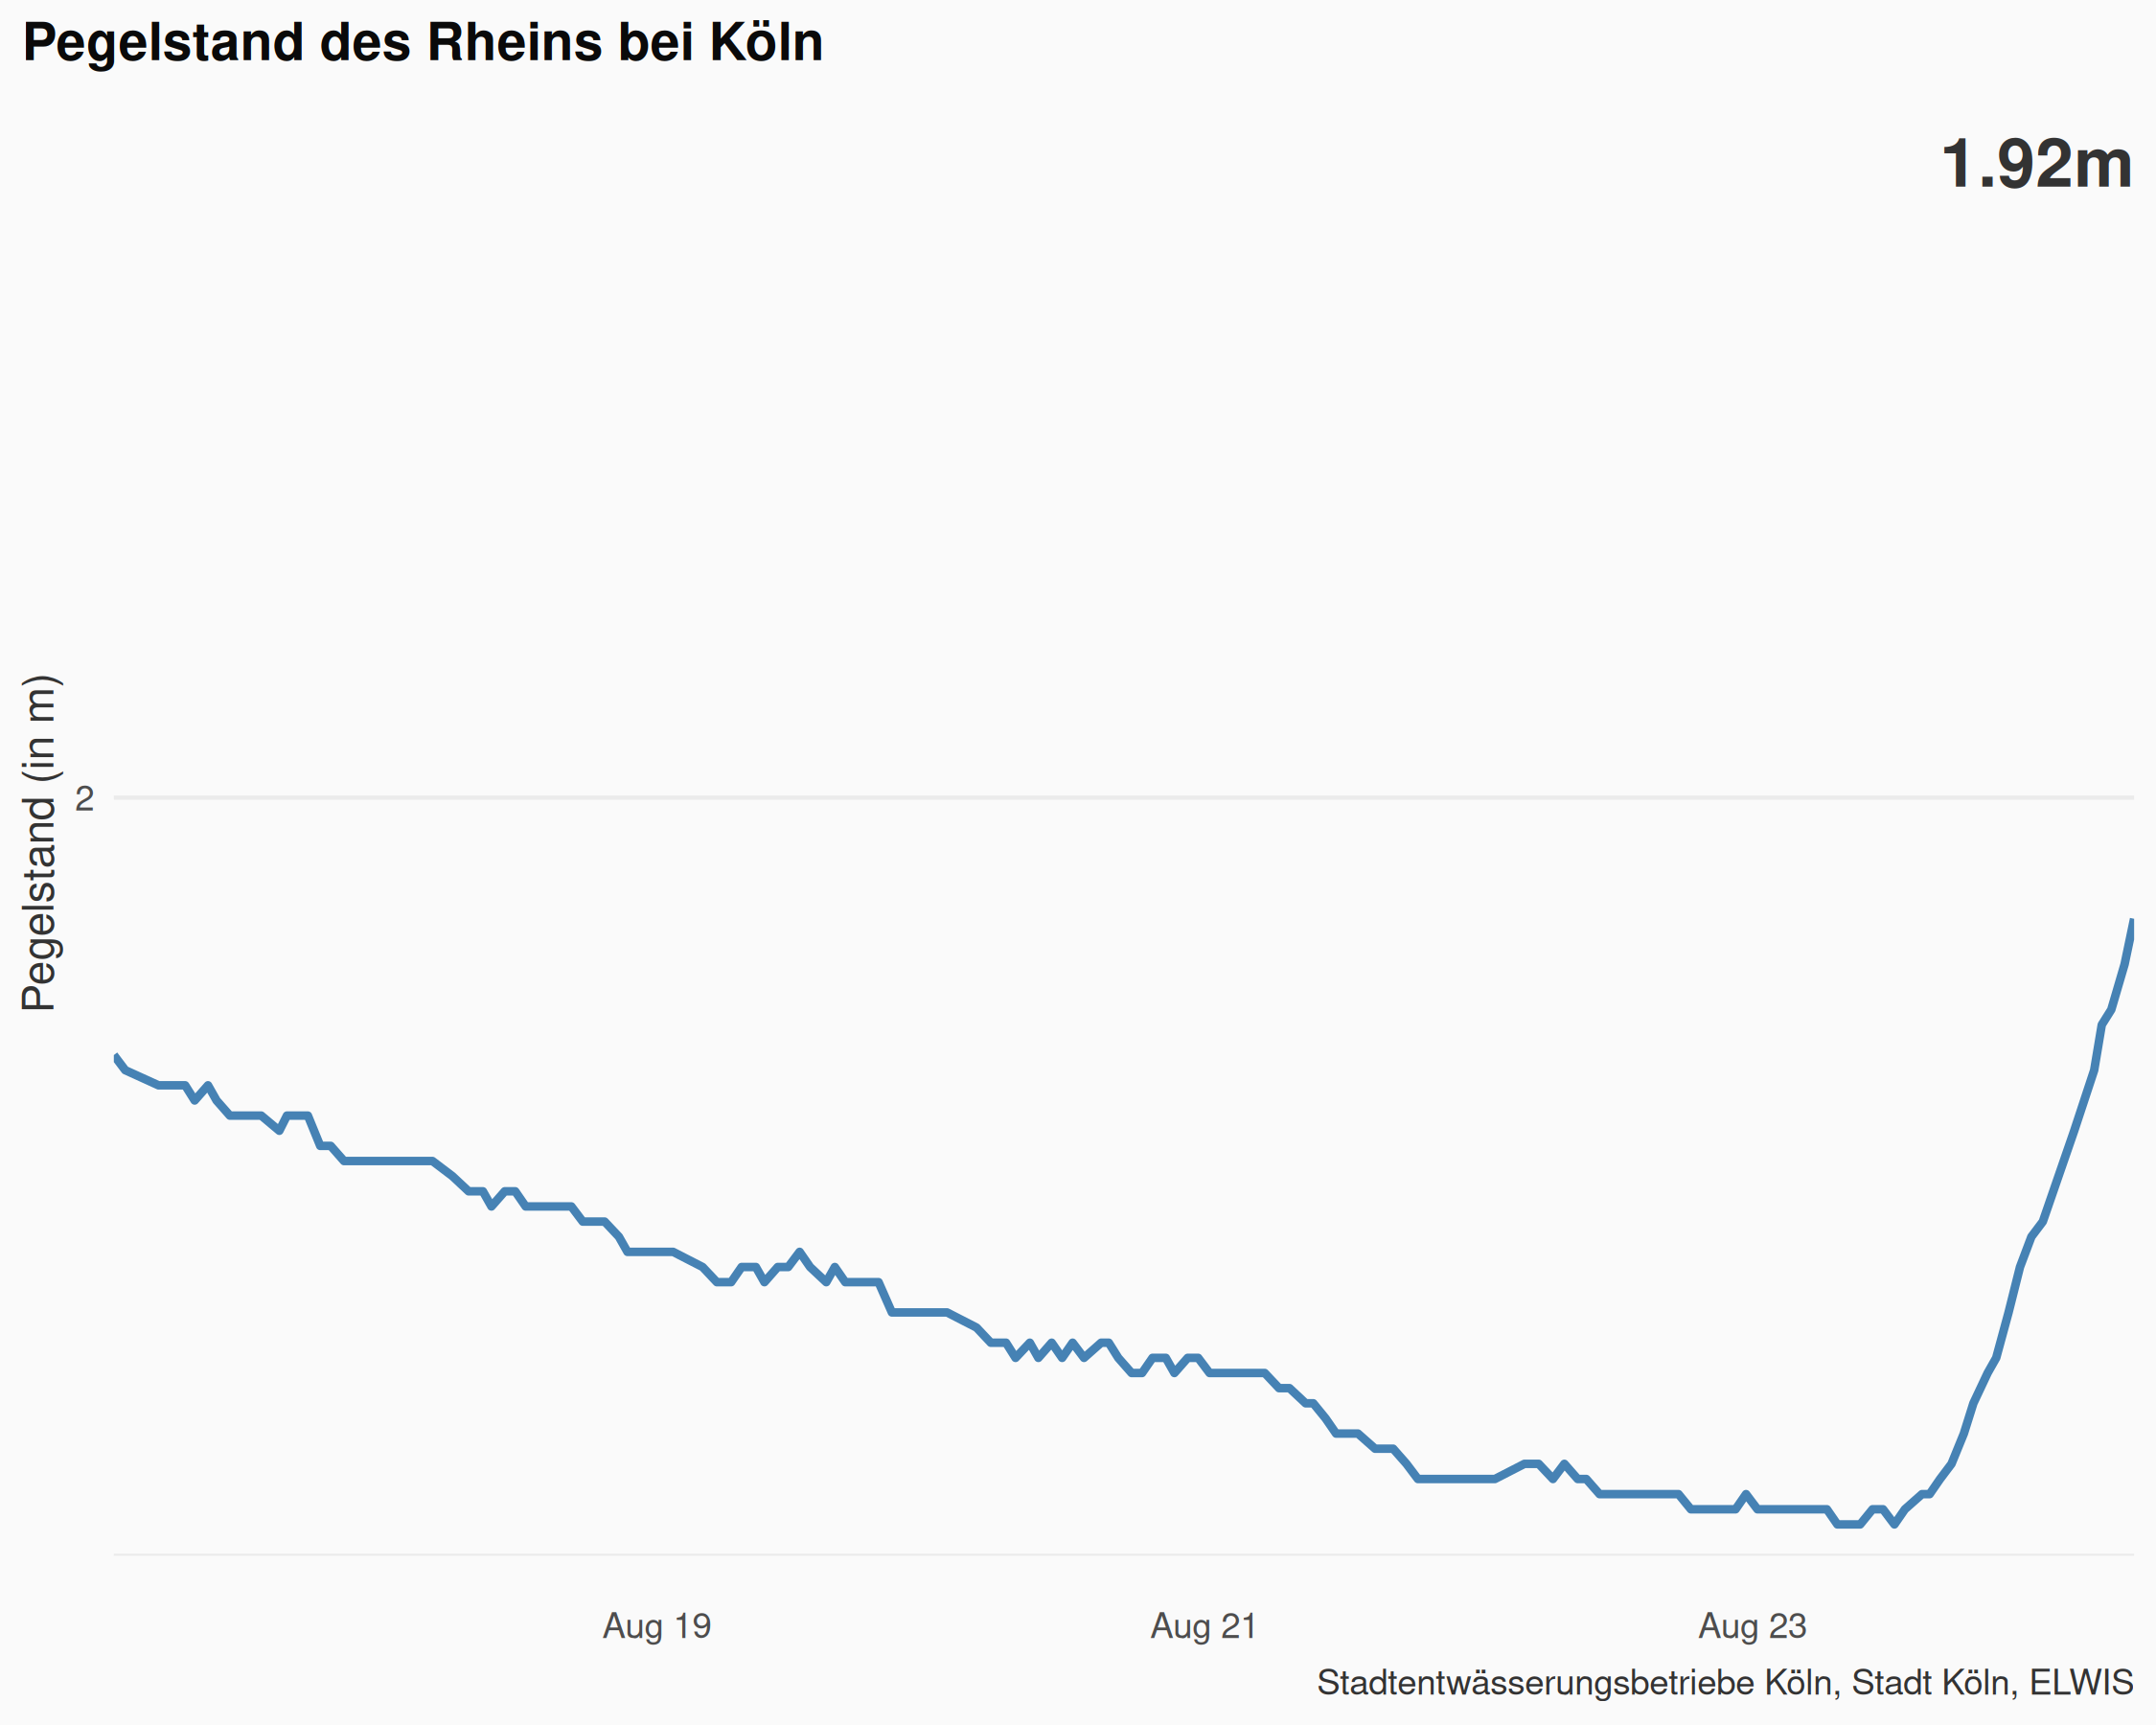 Pegelstand des Rheins bei Köln
1.92m
Pegelstand (in m)
2
Aug 19
Aug 21
Aug 23
Stadtentwässerungsbetriebe Köln, Stadt Köln, ELWIS